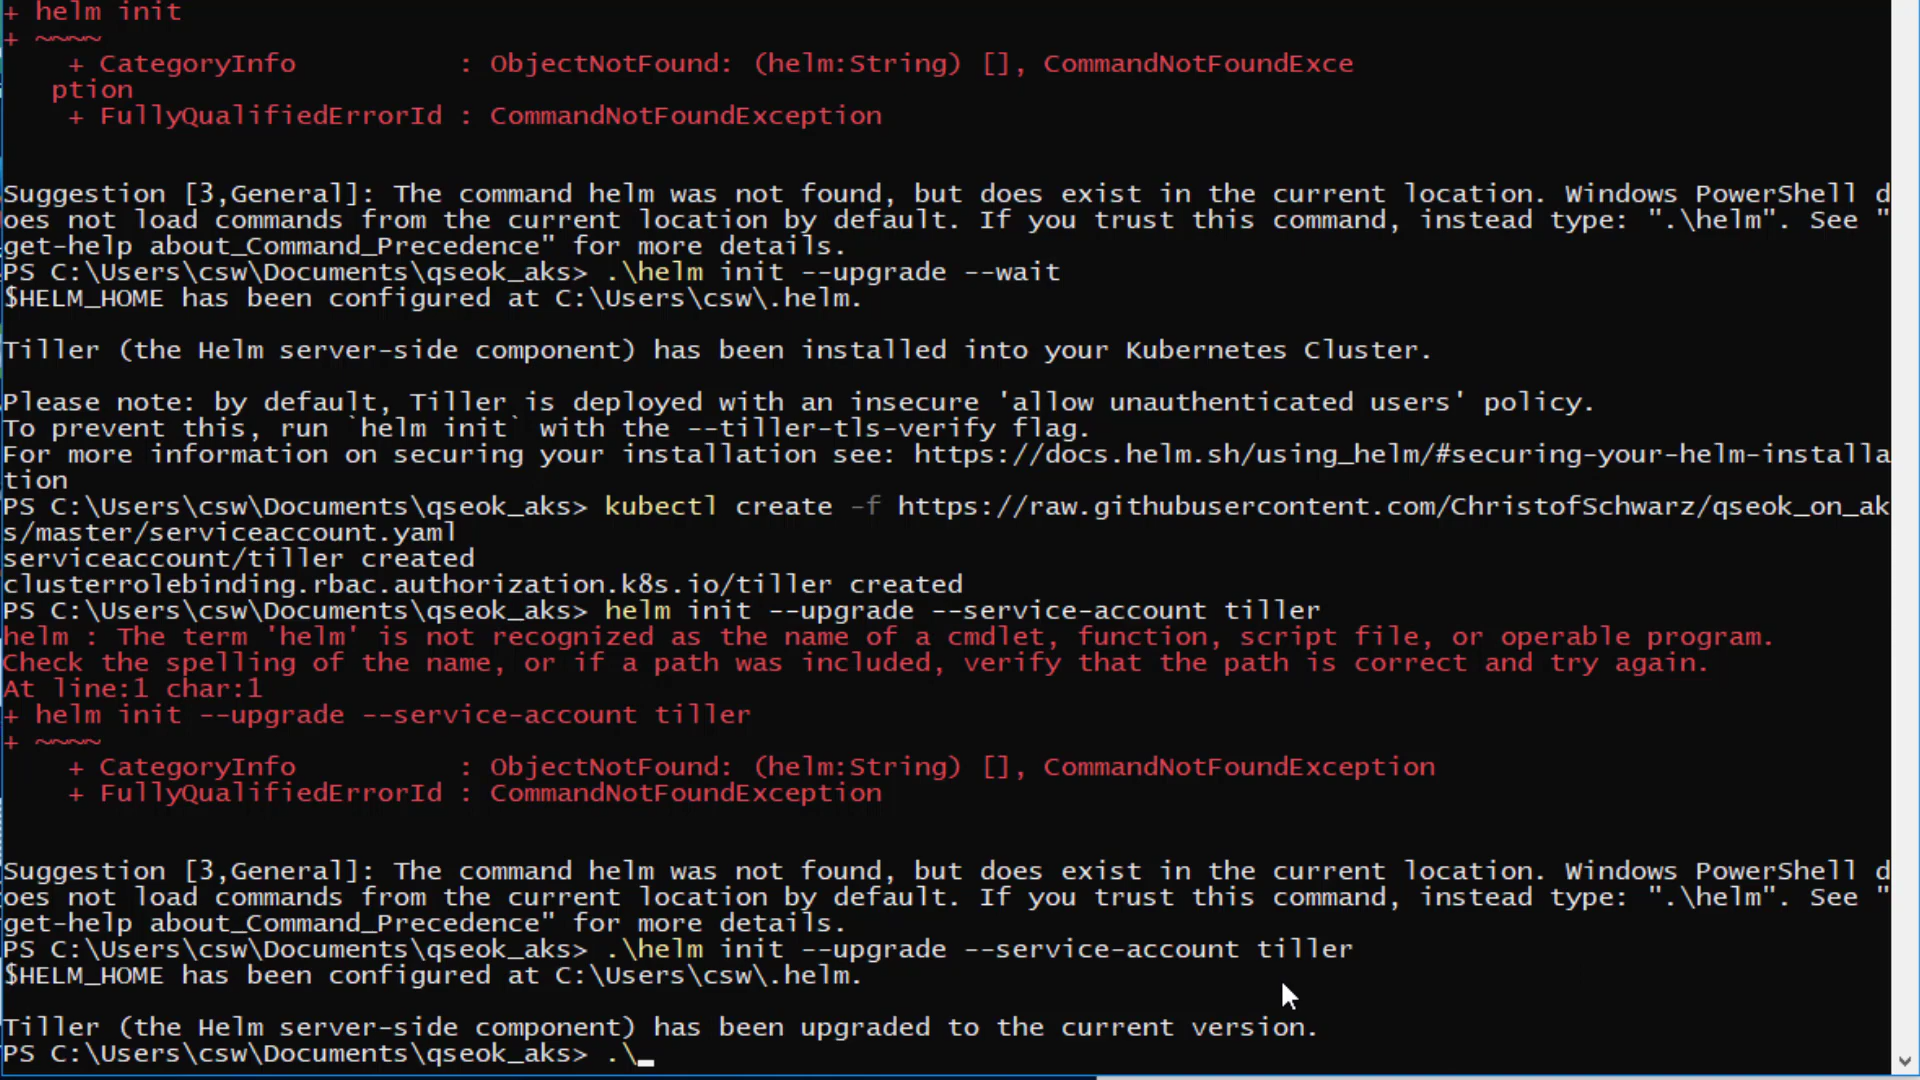 + helm init
+ ~~~~
    + CategoryInfo          : ObjectNotFound: (helm:String) [], CommandNotFoundExce
   ption
    + FullyQualifiedErrorId : CommandNotFoundException
Suggestion [3,General]: The command helm was not found, but does exist in the current location. Windows PowerShell d
oes not load commands from the current location by default. If you trust this command, instead type: ".\helm". See "
get-help about_Command_Precedence" for more details.
PS C:\Users\csw\Documents\qseok_aks> .\helm init --upgrade --wait
$HELM_HOME has been configured at C:\Users\csw\.helm.
Tiller (the Helm server-side component) has been installed into your Kubernetes Cluster.
Please note: by default, Tiller is deployed with an insecure 'allow unauthenticated users' policy.
To prevent this, run `helm init` with the --tiller-tls-verify flag.
For more information on securing your installation see: https://docs.helm.sh/using_helm/#securing-your-helm-installa
tion
PS C:\Users\csw\Documents\qseok_aks> kubectl create -f https://raw.githubusercontent.com/ChristofSchwarz/qseok_on_ak
s/master/serviceaccount.yaml
serviceaccount/tiller created
clusterrolebinding.rbac.authorization.k8s.io/tiller created
PS C:\Users\csw\Documents\qseok_aks> helm init --upgrade --service-account tiller
helm : The term 'helm' is not recognized as the name of a cmdlet, function, script file, or operable program.
Check the spelling of the name, or if a path was included, verify that the path is correct and try again.
At line:1 char:1
+ helm init --upgrade --service-account tiller
+ ~~~~
    + CategoryInfo          : ObjectNotFound: (helm:String) [], CommandNotFoundException
    + FullyQualifiedErrorId : CommandNotFoundException
Suggestion [3,General]: The command helm was not found, but does exist in the current location. Windows PowerShell d
oes not load commands from the current location by default. If you trust this command, instead type: ".\helm". See "
get-help about_Command_Precedence" for more details.
PS C:\Users\csw\Documents\qseok_aks> .\helm init --upgrade --service-account tiller
$HELM_HOME has been configured at C:\Users\csw\.helm.
Tiller (the Helm server-side component) has been upgraded to the current version.
PS C:\Users\csw\Documents\qseok_aks> .\